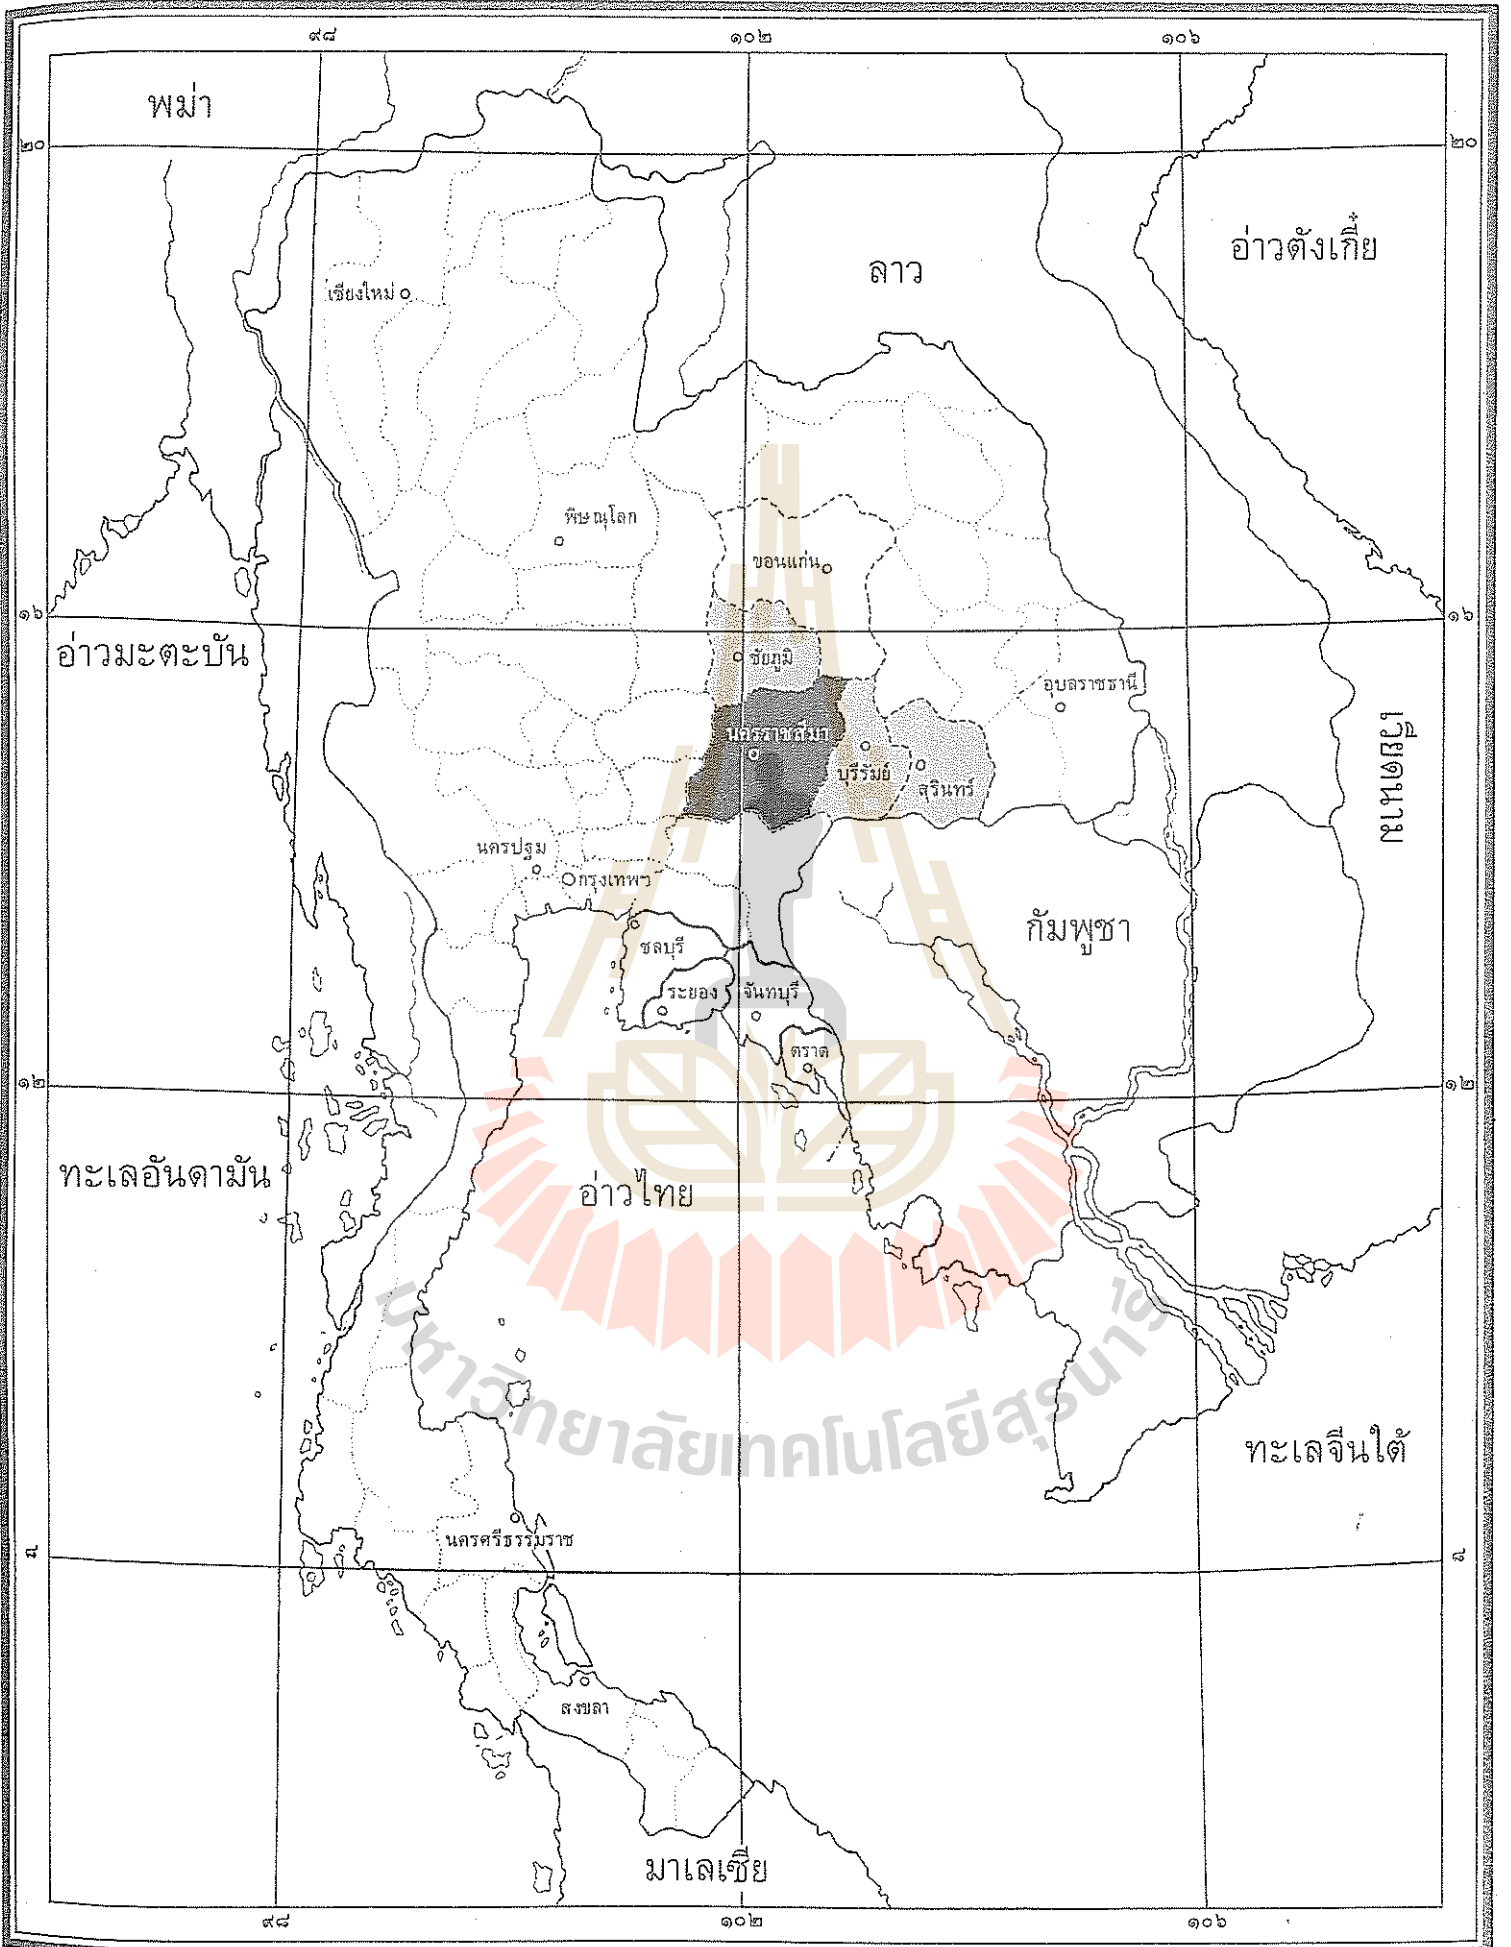 ๙๘ ๑๐๒ ๑๐๖
พม่า
๒๐ ๒๐
อ่าวตังเกี๋ย
ลาว
เชียงใหม่
พิษณุโลก
ขอนแก่น
๑๖ ๑๖
อ่าวมะตะบัน
ชัยภูมิ
อุบลราชธานี
เวียดนาม
นครราชสีมา
บุรีรัมย์
สุรินทร์
นครปฐม
กรุงเทพฯ
กัมพูชา
ชลบุรี
ระยอง
จันทบุรี
ตราด
๑๒ ๑๒
ทะเลอันดามัน
อ่าวไทย
มหาวิทยาลัยเทคโนโลยีสุรนารี
ทะเลจีนใต้
นครศรีธรรมราช
๘ ๘
สงขลา
มาเลเซีย
๙๘ ๑๐๒ ๑๐๖